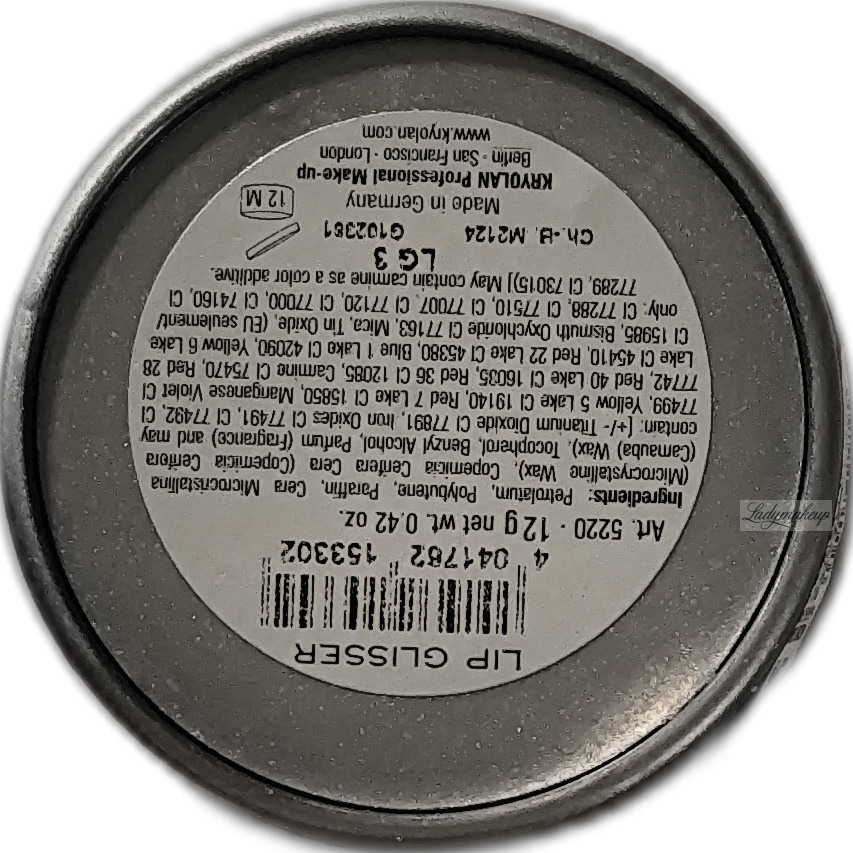 LIP GLISSER
4 041762 153302
Art. 5220 · 12 g net wt. 0.42 oz.
Ingredients: Petrolatum, Polybutene, Paraffin, Cera Microcristallina
(Microcrystalline Wax), Copernicia Cerifera Cera (Copernicia Cerifera
(Carnauba) Wax), Tocopherol, Benzyl Alcohol, Parfum (Fragrance) and may
contain: [+/- Titanium Dioxide CI 77891, Iron Oxides CI 77491, CI 77492, CI
77499, Yellow 5 Lake CI 19140, Red 7 Lake CI 15850, Manganese Violet CI
77742, Red 40 Lake CI 16035, Red 36 CI 12085, Carmine CI 75470, Red 28
Lake CI 45410, Red 22 Lake CI 45380, Blue 1 Lake CI 42090, Yellow 6 Lake
CI 15985, Bismuth Oxychloride CI 77163, Mica, Tin Oxide, (EU seulement/
only: CI 77288, CI 77510, CI 77007, CI 77120, CI 77000, CI 74160, CI
77289, CI 73015)] May contain carmine as a color additive.
LG 3
Ch.-B. M2124 G102361
Made in Germany
12 M
KRYOLAN Professional Make-up
Berlin · San Francisco · London
www.kryolan.com
Ladymakeup